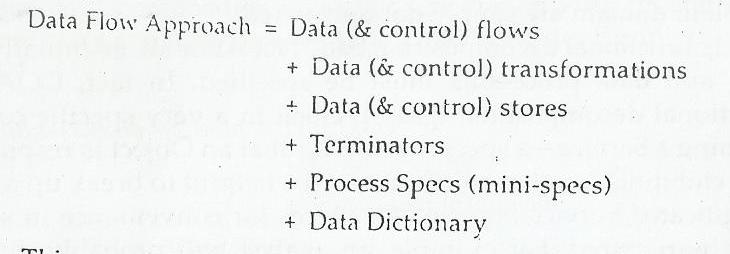 Data Flow Approach = Data (& control) flows
+ Data (& control) transformations
+ Data (& control) stores
+ Terminators
+ Process Specs (mini-specs)
+ Data Dictionary